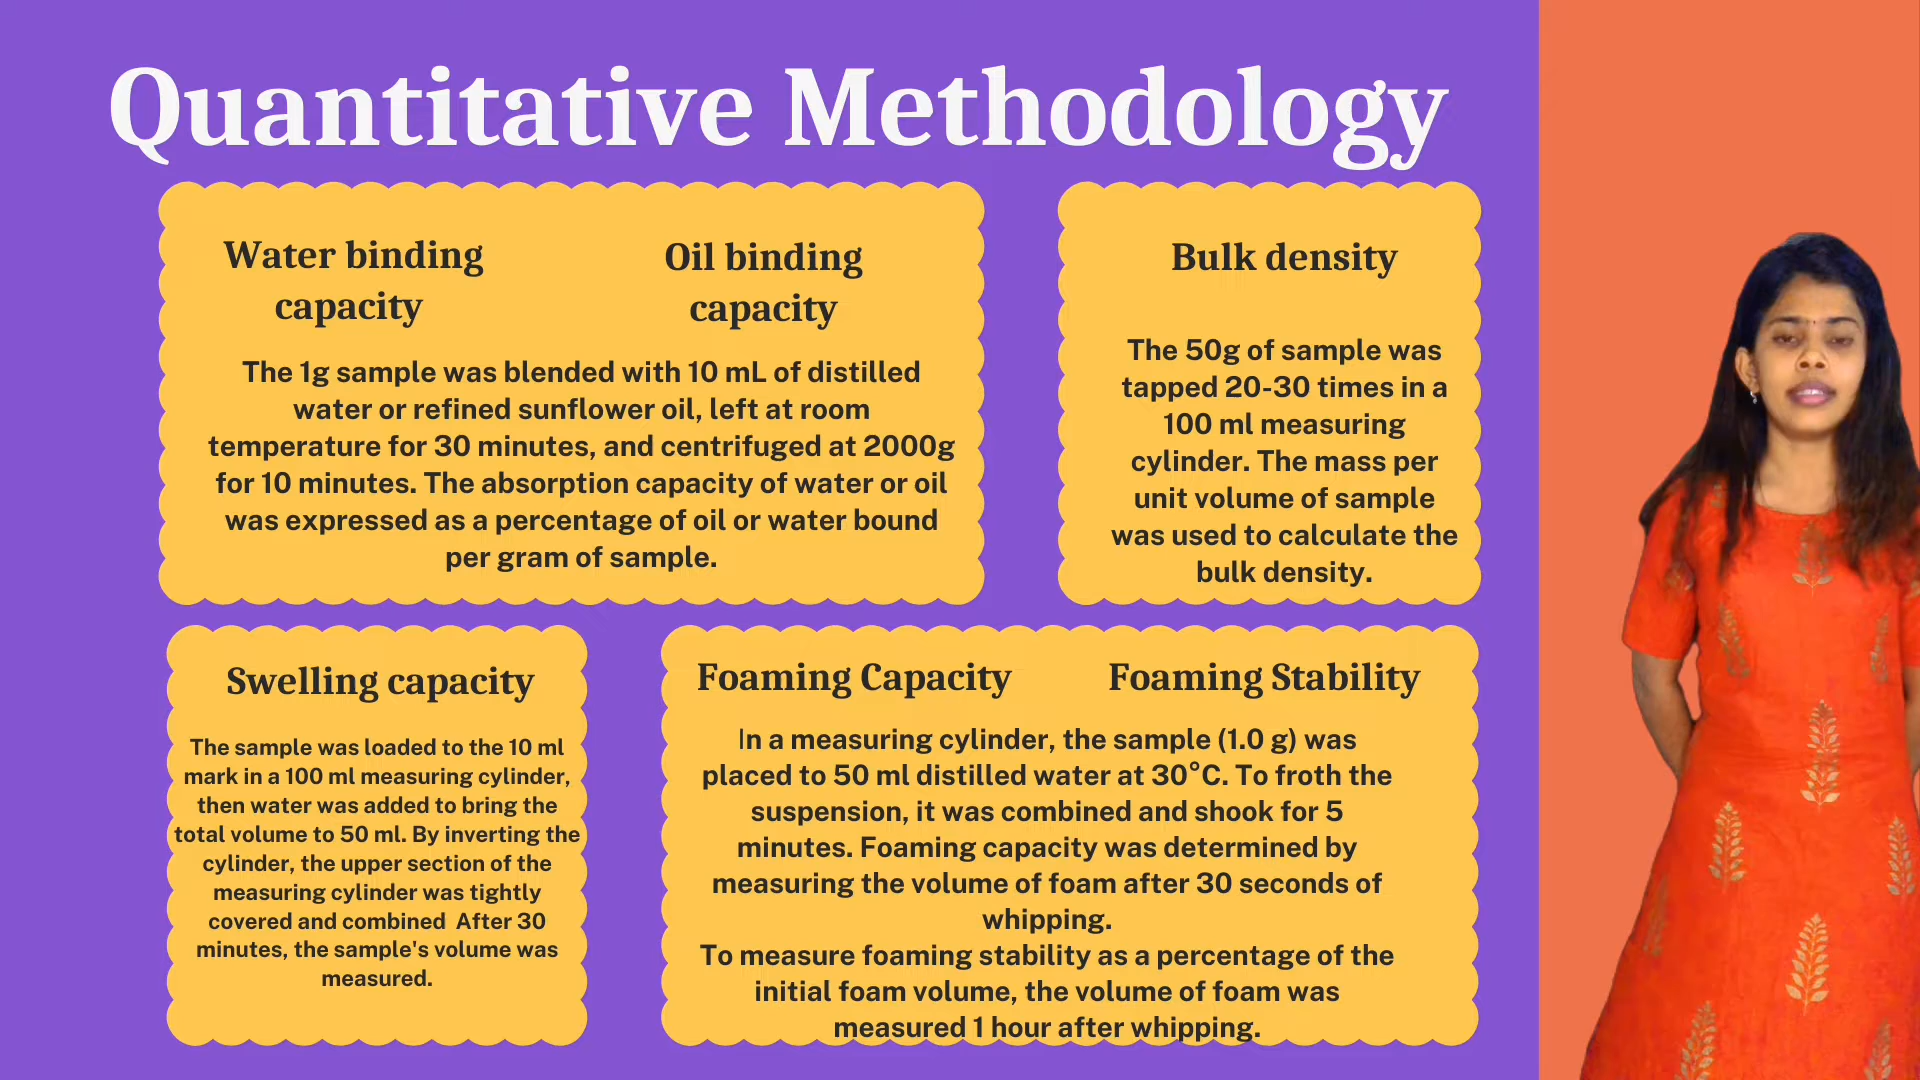 Quantitative Methodology
Water binding
capacity
Oil binding
capacity
The 1g sample was blended with 10 mL of distilled
water or refined sunflower oil, left at room
temperature for 30 minutes, and centrifuged at 2000g
for 10 minutes. The absorption capacity of water or oil
was expressed as a percentage of oil or water bound
per gram of sample.
Bulk density
The 50g of sample was
tapped 20-30 times in a
100 ml measuring
cylinder. The mass per
unit volume of sample
was used to calculate the
bulk density.
Swelling capacity
The sample was loaded to the 10 ml
mark in a 100 ml measuring cylinder,
then water was added to bring the
total volume to 50 ml. By inverting the
cylinder, the upper section of the
measuring cylinder was tightly
covered and combined  After 30
minutes, the sample's volume was
measured.
Foaming Capacity
Foaming Stability
In a measuring cylinder, the sample (1.0 g) was
placed to 50 ml distilled water at 30°C. To froth the
suspension, it was combined and shook for 5
minutes. Foaming capacity was determined by
measuring the volume of foam after 30 seconds of
whipping.
To measure foaming stability as a percentage of the
initial foam volume, the volume of foam was
measured 1 hour after whipping.